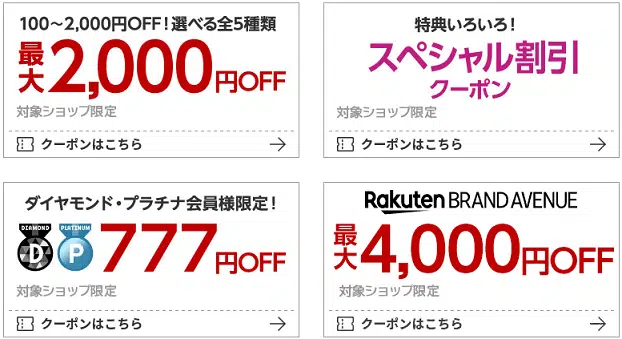 100〜2,000円OFF!選べる全5種類
最大2,000円OFF
対象ショップ限定
クーポンはこちら
特典いろいろ!
スペシャル割引
クーポン
対象ショップ限定
クーポンはこちら
ダイヤモンド・プラチナ会員様限定!
DIAMOND D PLATINUM P 777円OFF
対象ショップ限定
クーポンはこちら
Rakuten BRAND AVENUE
最大4,000円OFF
対象ショップ限定
クーポンはこちら